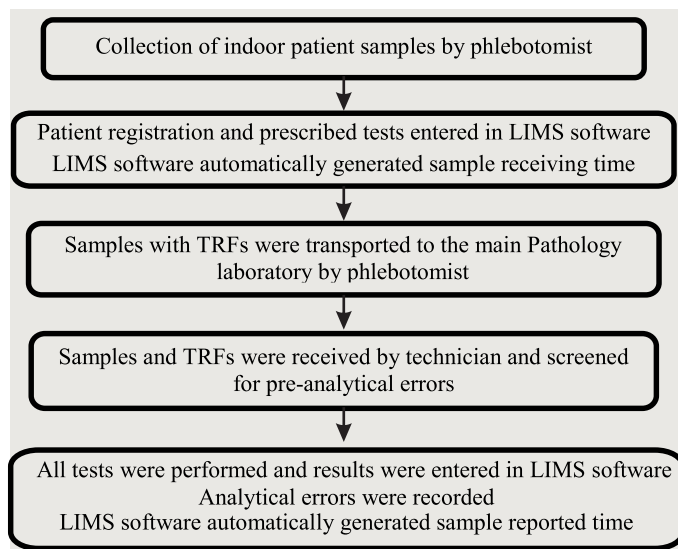 Collection of indoor patient samples by phlebotomist
Patient registration and prescribed tests entered in LIMS software
LIMS software automatically generated sample receiving time
Samples with TRFs were transported to the main Pathology
laboratory by phlebotomist
Samples and TRFs were received by technician and screened
for pre-analytical errors
All tests were performed and results were entered in LIMS software
Analytical errors were recorded
LIMS software automatically generated sample reported time